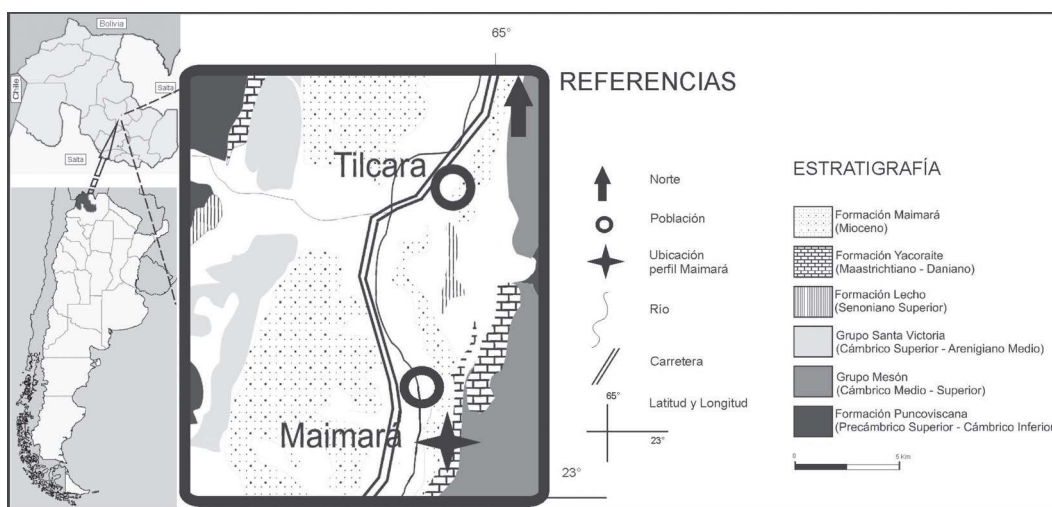 Bolivia
Chile
Salta
Salta
65°
Tilcara
Maimará
23°
REFERENCIAS
Norte
Población
Ubicación
perfil Maimará
Río
Carretera
Latitud y Longitud
65°
23°
ESTRATIGRAFÍA
Formación Maimará
(Mioceno)
Formación Yacoraite
(Maastrichtiano - Daniano)
Formación Lecho
(Senoniano Superior)
Grupo Santa Victoria
(Cámbrico Superior - Arenigiano Medio)
Grupo Mesón
(Cámbrico Medio - Superior)
Formación Puncoviscana
(Precámbrico Superior - Cámbrico Inferior
0
5 Km